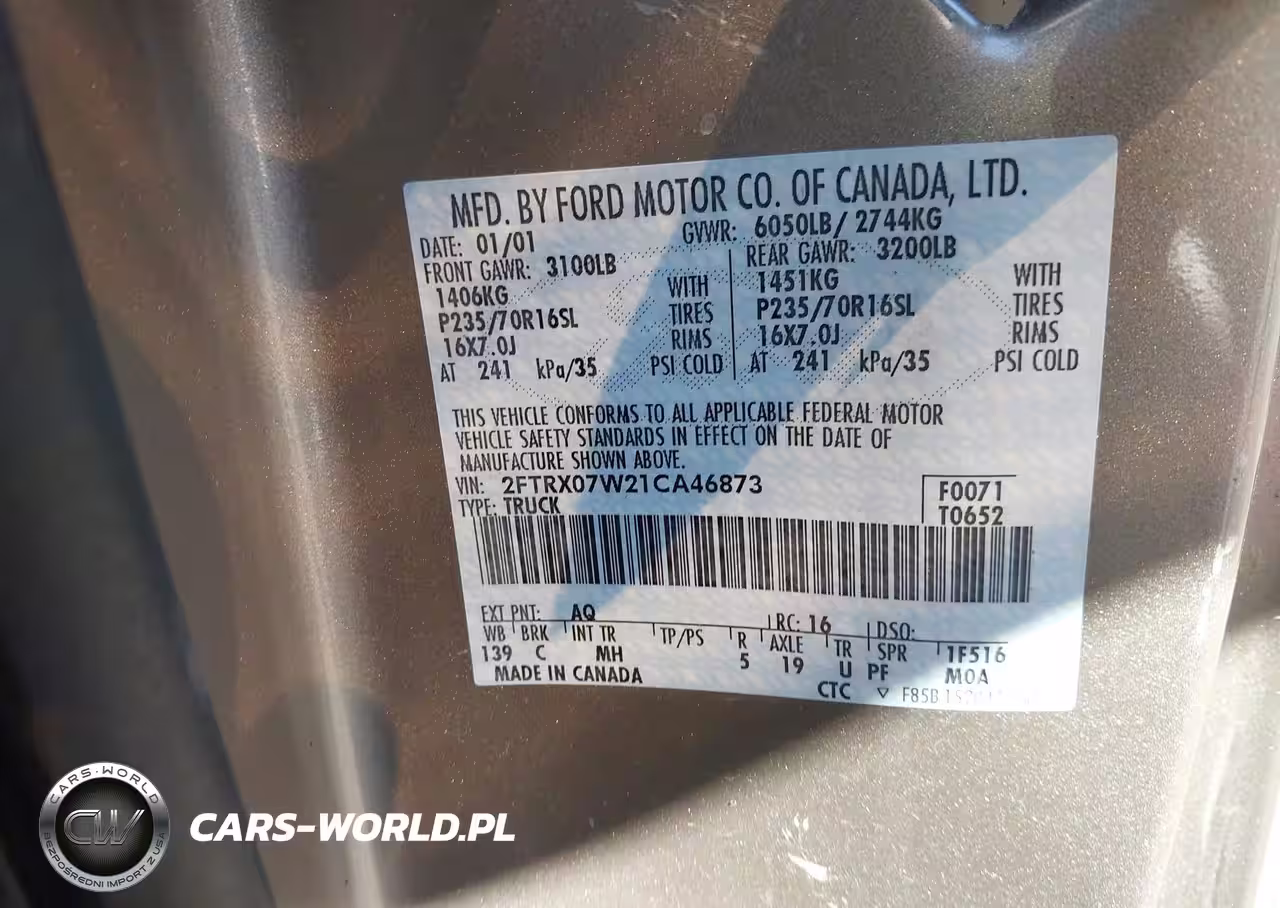 MFD. BY FORD MOTOR CO. OF CANADA, LTD.
DATE: 01/01 GVWR: 6050LB/ 2744KG
FRONT GAWR: 3100LB REAR GAWR: 3200LB
1406KG WITH 1451KG WITH
P235/70R16SL TIRES P235/70R16SL TIRES
16X7.0J RIMS 16X7.0J RIMS
AT 241 kPa/35 PSI COLD AT 241 kPa/35 PSI COLD
THIS VEHICLE CONFORMS TO ALL APPLICABLE FEDERAL MOTOR
VEHICLE SAFETY STANDARDS IN EFFECT ON THE DATE OF
MANUFACTURE SHOWN ABOVE.
VIN: 2FTRX07W21CA46873 F0071
TYPE: TRUCK T0652
EXT PNT: AQ RC: 16 DSO:
WB BRK INT TR TP/PS R AXLE TR SPR 1F516
139 C MH 5 19 U PF M0A
MADE IN CANADA CTC F85B
CARS-WORLD
CW
BEZPOŚREDNI IMPORT Z USA
CARS-WORLD.PL